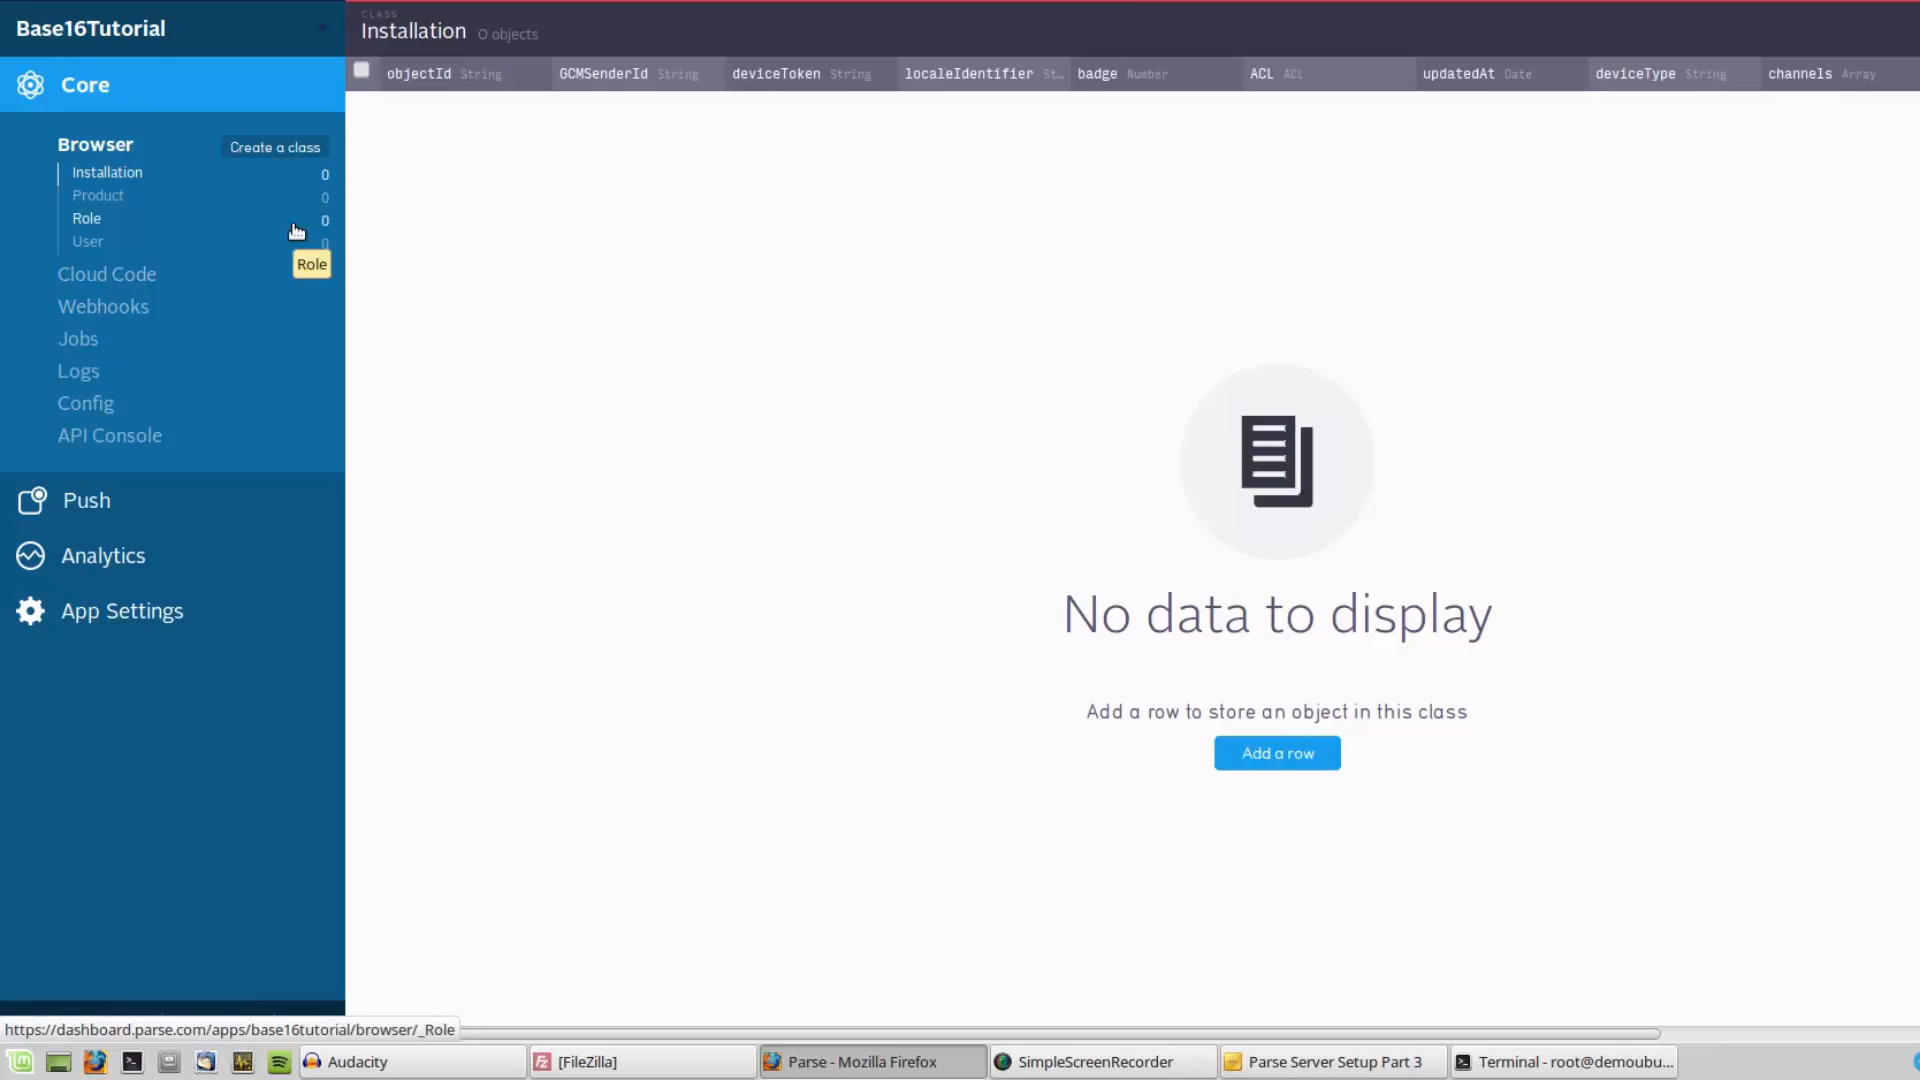 Base16Tutorial
Core
Browser
Create a class
Installation 0
Product 0
Role 0
User 0
Role
Cloud Code
Webhooks
Jobs
Logs
Config
API Console
Push
Analytics
App Settings
CLASS
Installation 0 objects
objectId String GCMSenderId String deviceToken String localeIdentifier St… badge Number ACL ACL updatedAt Date deviceType String channels Array
No data to display
Add a row to store an object in this class
Add a row
https://dashboard.parse.com/apps/base16tutorial/browser/_Role
Audacity [FileZilla] Parse - Mozilla Firefox SimpleScreenRecorder Parse Server Setup Part 3 Terminal - root@demoubu...